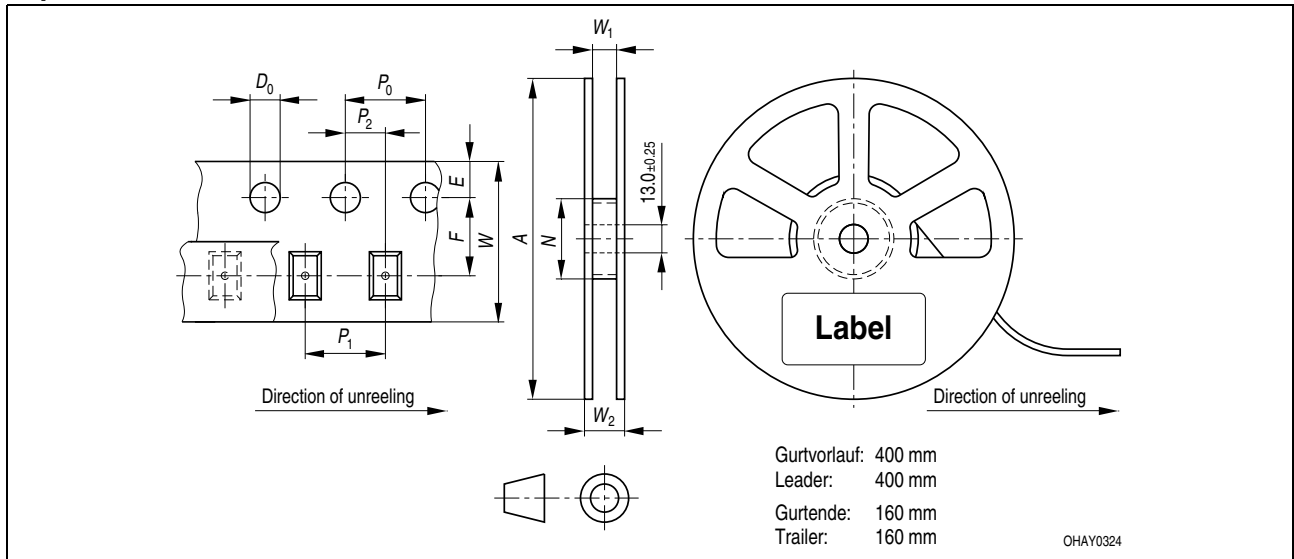 W1
D0
P0
P2
E
F
W
A
N
13.0±0.25
P1
W2
Label
Direction of unreeling
Direction of unreeling
Gurtvorlauf: 400 mm
Leader: 400 mm
Gurtende: 160 mm
Trailer: 160 mm
OHAY0324